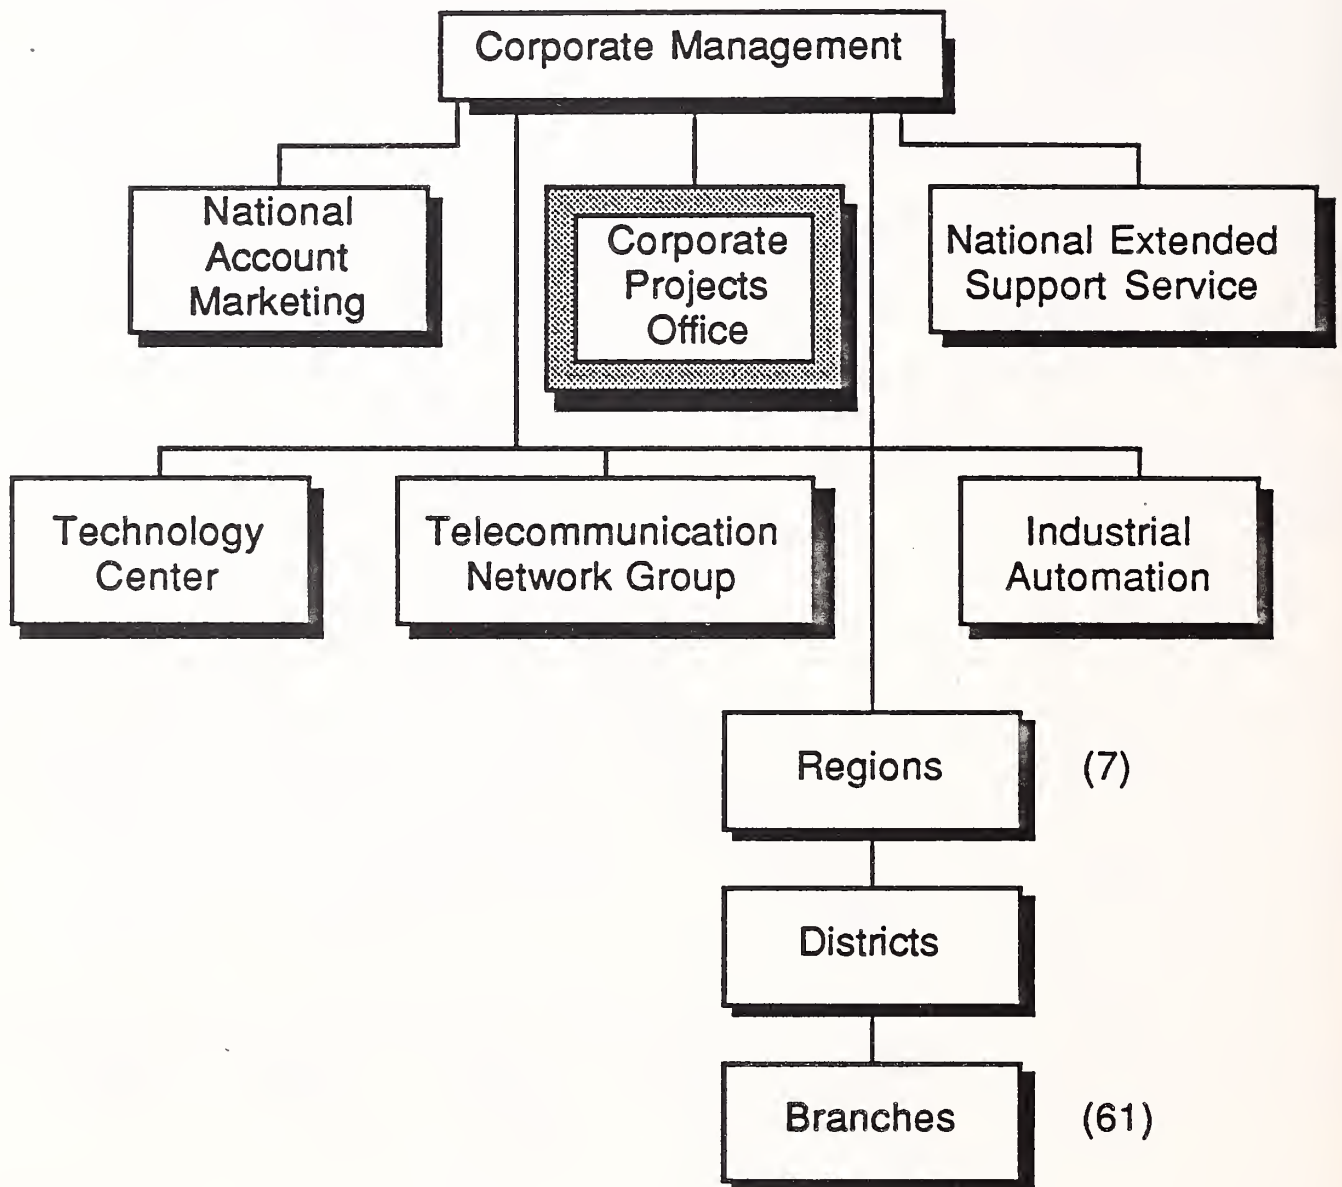 Corporate Management
National
Account
Marketing
Corporate
Projects
Office
National Extended
Support Service
Technology
Center
Telecommunication
Network Group
Industrial
Automation
Regions
(7)
Districts
Branches
(61)